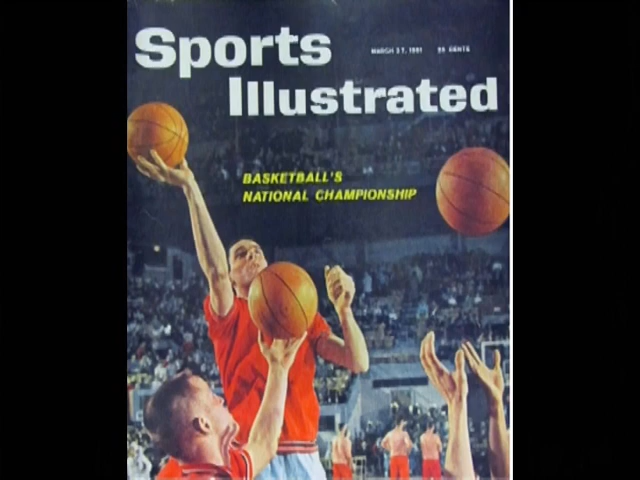 Sports
MARCH 27, 1961 25 CENTS
Illustrated
BASKETBALL'S
NATIONAL CHAMPIONSHIP